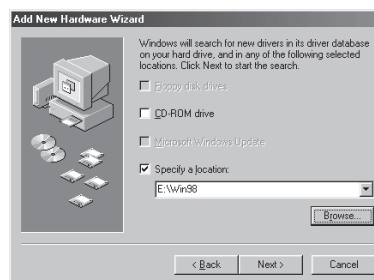 Add New Hardware Wizard
Windows will search for new drivers in its driver database
on your hard drive, and in any of the following selected
locations. Click Next to start the search.
Floppy disk drives
CD-ROM drive
Microsoft Windows Update
Specify a location:
E:\Win98
Browse...
< Back
Next >
Cancel